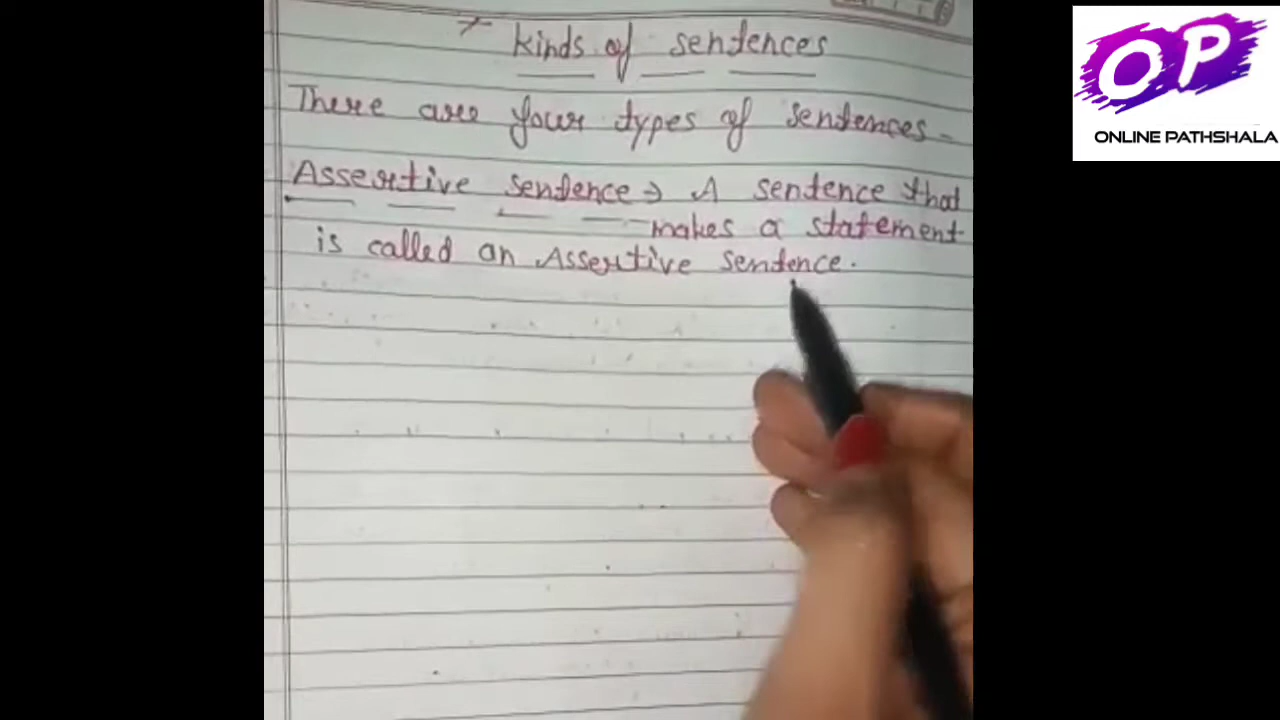 Kinds of sentences
There are four types of sentences-
Assertive sentence → A sentence that
makes a statement
is called an Assertive sentence.
OP
ONLINE PATHSHALA